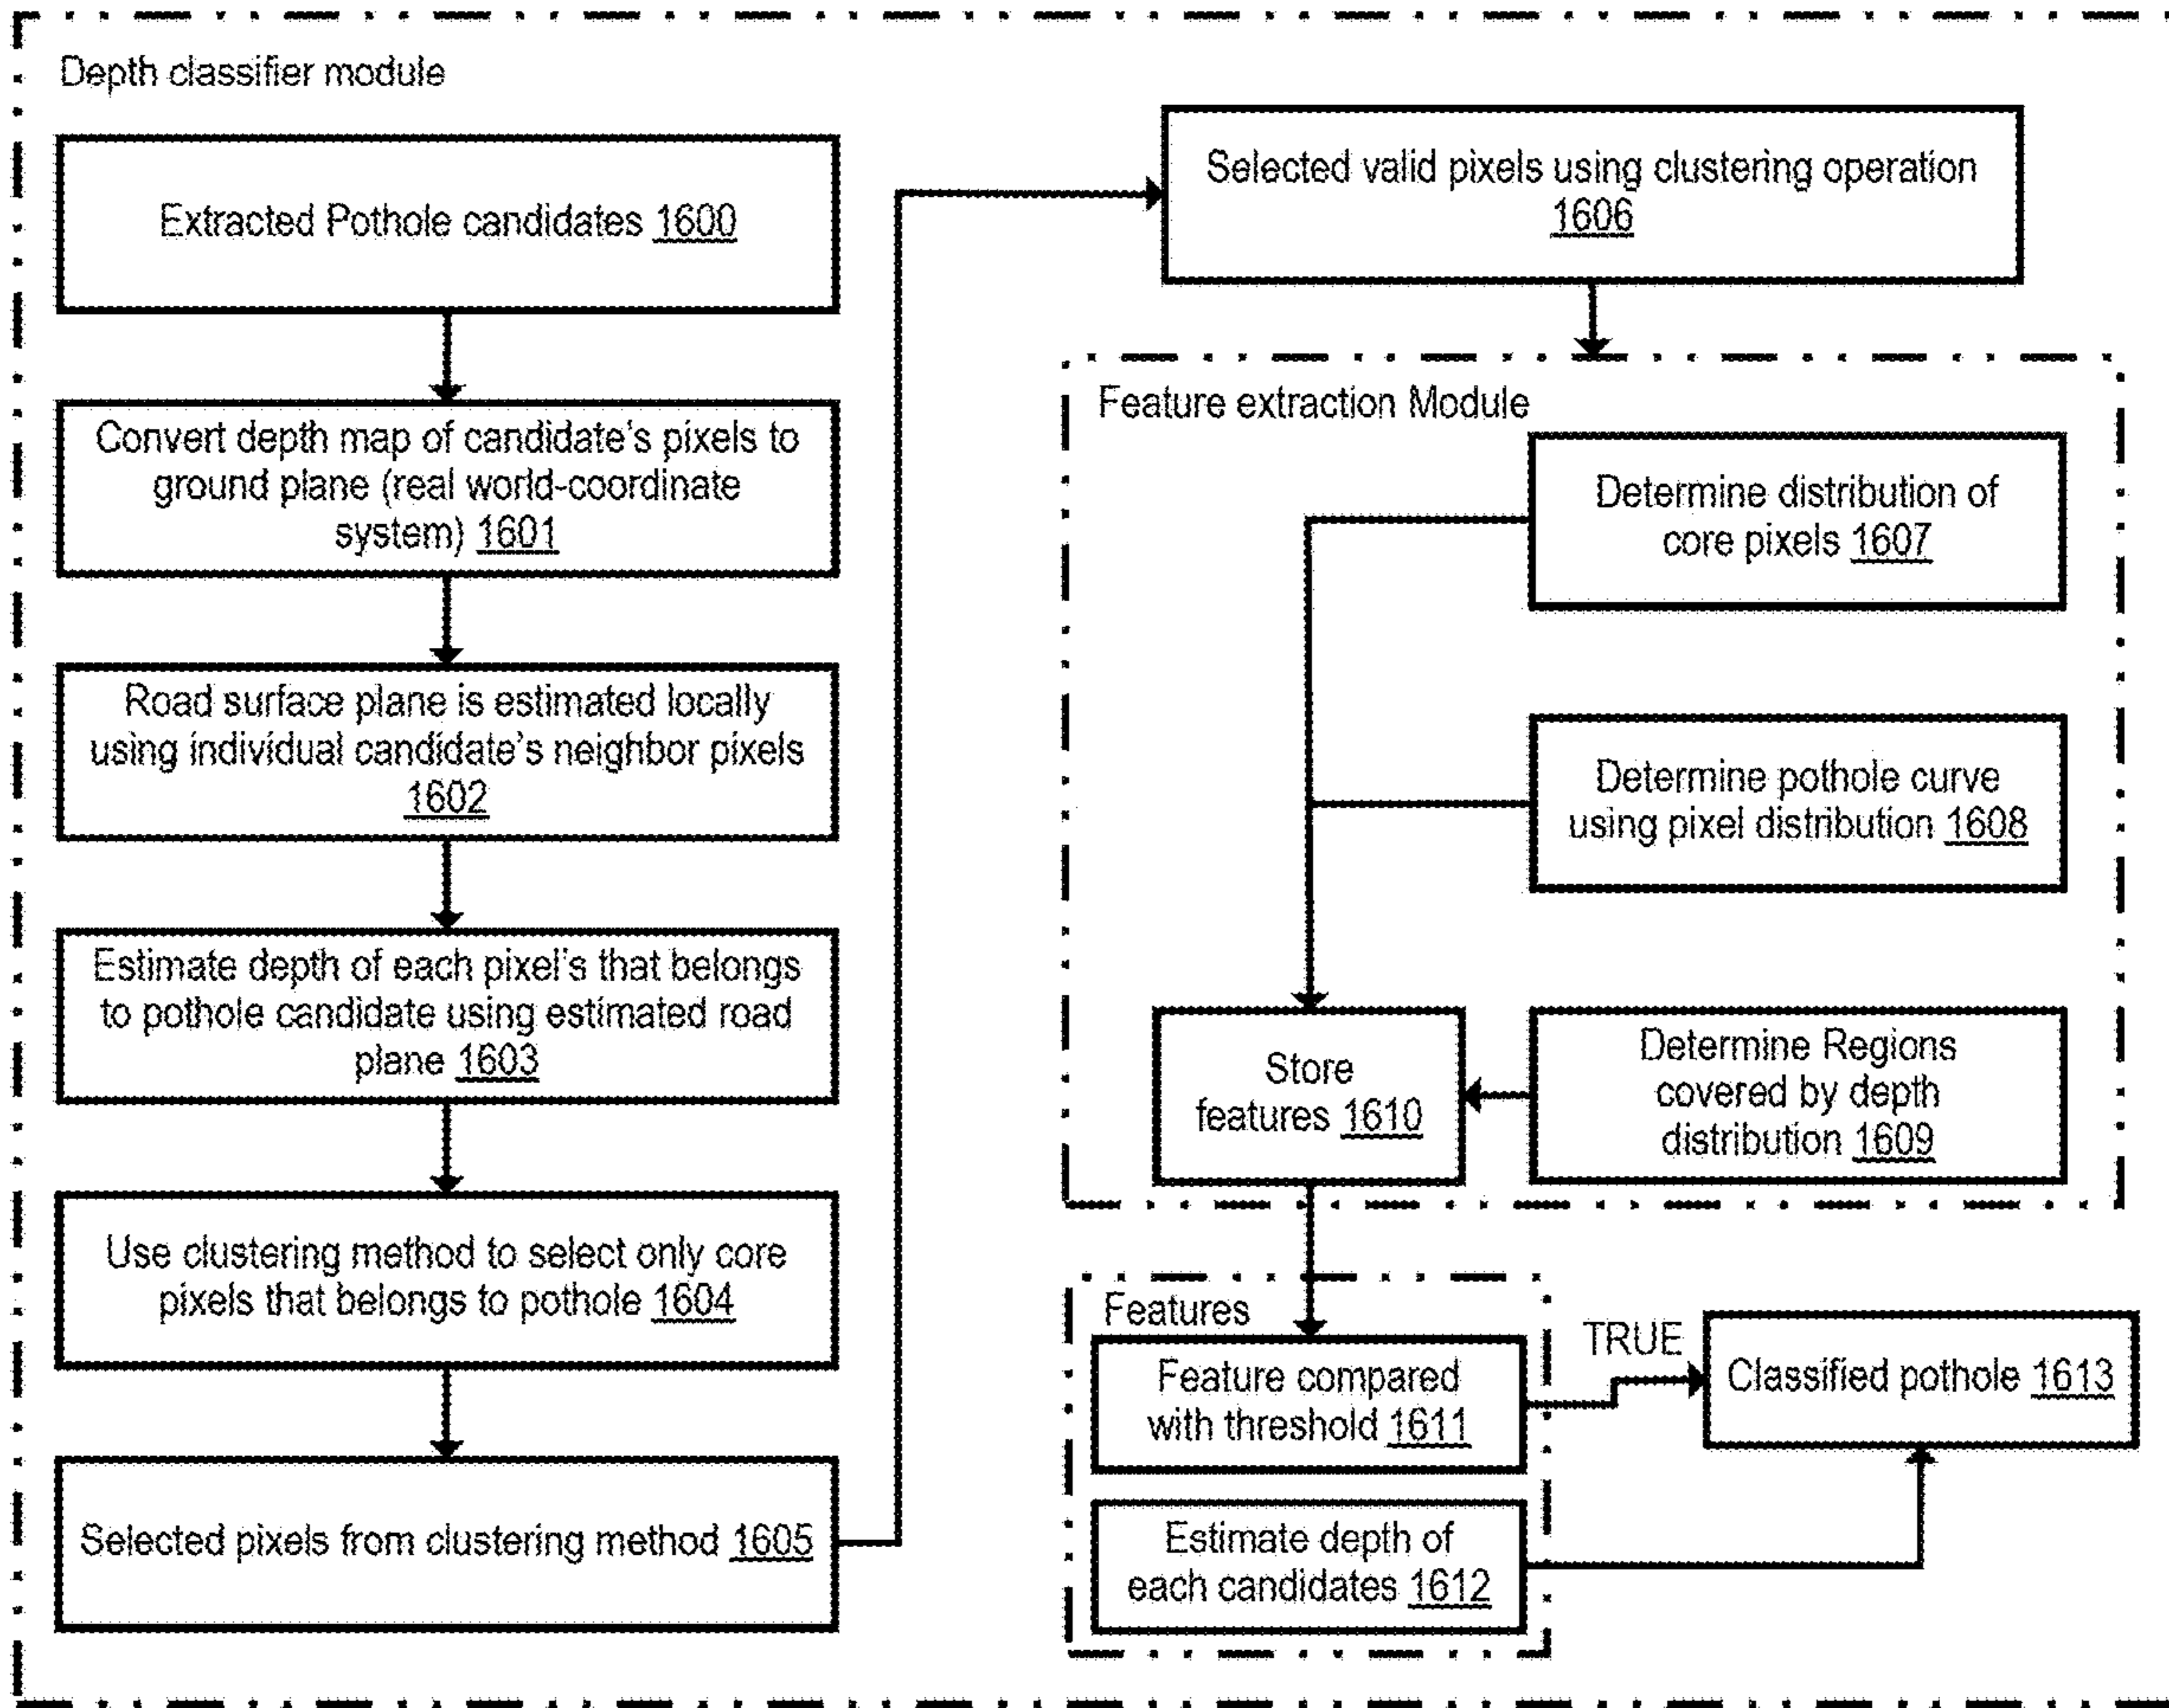 Depth classifier module
Extracted Pothole candidates 1600
Convert depth map of candidate's pixels to
ground plane (real world-coordinate
system) 1601
Road surface plane is estimated locally
using individual candidate's neighbor pixels
1602
Estimate depth of each pixel's that belongs
to pothole candidate using estimated road
plane 1603
Use clustering method to select only core
pixels that belongs to pothole 1604
Selected pixels from clustering method 1605
Selected valid pixels using clustering operation
1606
Feature extraction Module
Determine distribution of
core pixels 1607
Determine pothole curve
using pixel distribution 1608
Determine Regions
covered by depth
distribution 1609
Store
features 1610
Features
Feature compared
with threshold 1611
TRUE
Classified pothole 1613
Estimate depth of
each candidates 1612